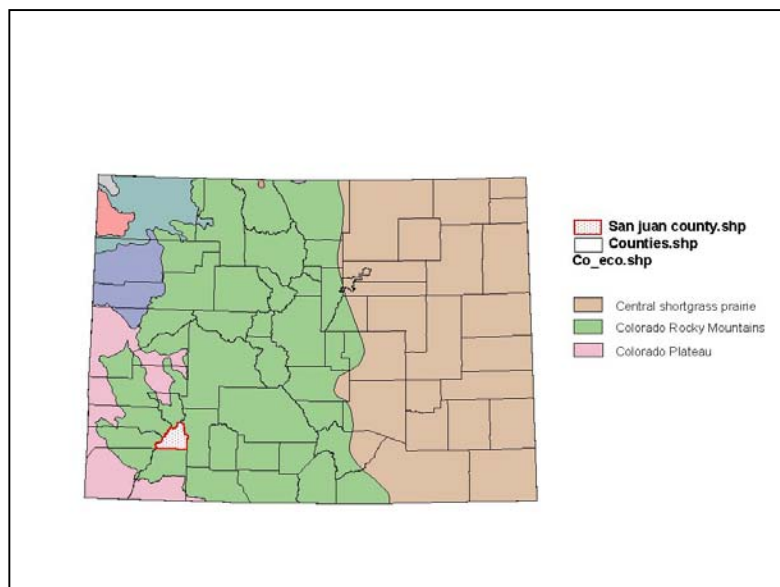 San juan county.shp
Counties.shp
Co_eco.shp
Central shortgrass prairie
Colorado Rocky Mountains
Colorado Plateau